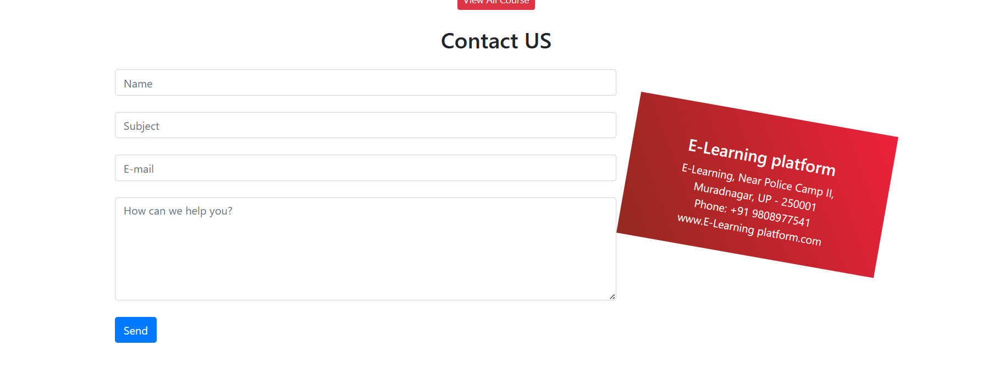 View All Course
Contact US
Name
Subject
E-mail
How can we help you?
Send
E-Learning platform
E-Learning, Near Police Camp II,
Muradnagar, UP - 250001
Phone: +91 9808977541
www.E-Learning platform.com